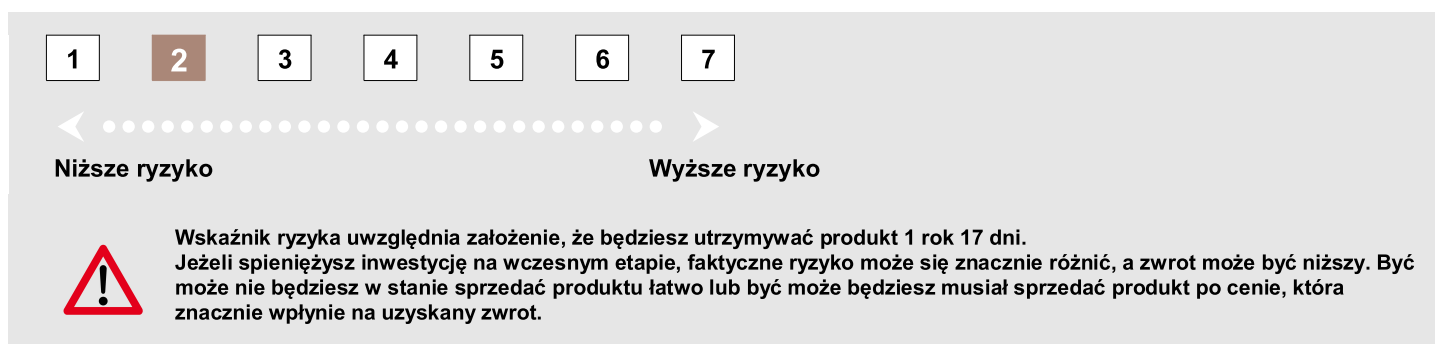 1 2 3 4 5 6 7
Niższe ryzyko Wyższe ryzyko
Wskaźnik ryzyka uwzględnia założenie, że będziesz utrzymywać produkt 1 rok 17 dni.
Jeżeli spieniężysz inwestycję na wczesnym etapie, faktyczne ryzyko może się znacznie różnić, a zwrot może być niższy. Być
może nie będziesz w stanie sprzedać produktu łatwo lub być może będziesz musiał sprzedać produkt po cenie, która
znacznie wpłynie na uzyskany zwrot.